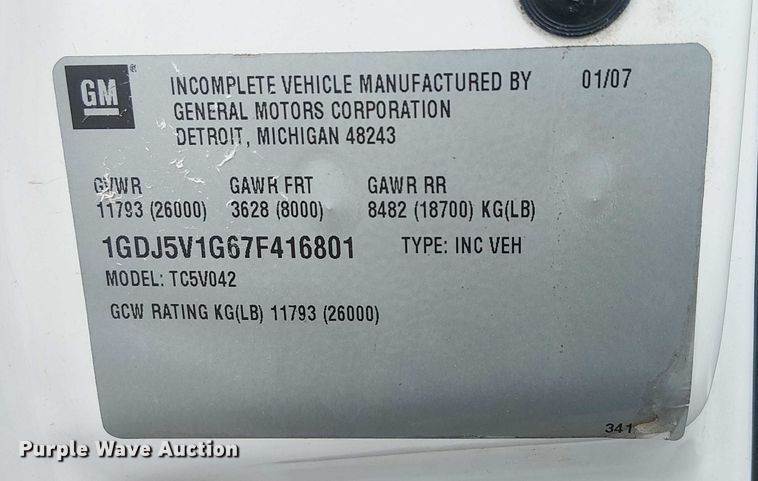 GM
INCOMPLETE VEHICLE MANUFACTURED BY 01/07
GENERAL MOTORS CORPORATION
DETROIT, MICHIGAN 48243
GVWR GAWR FRT GAWR RR
11793 (26000) 3628 (8000) 8482 (18700) KG(LB)
1GDJ5V1G67F416801 TYPE: INC VEH
MODEL: TC5V042
GCW RATING KG(LB) 11793 (26000)
341
Purple Wave Auction